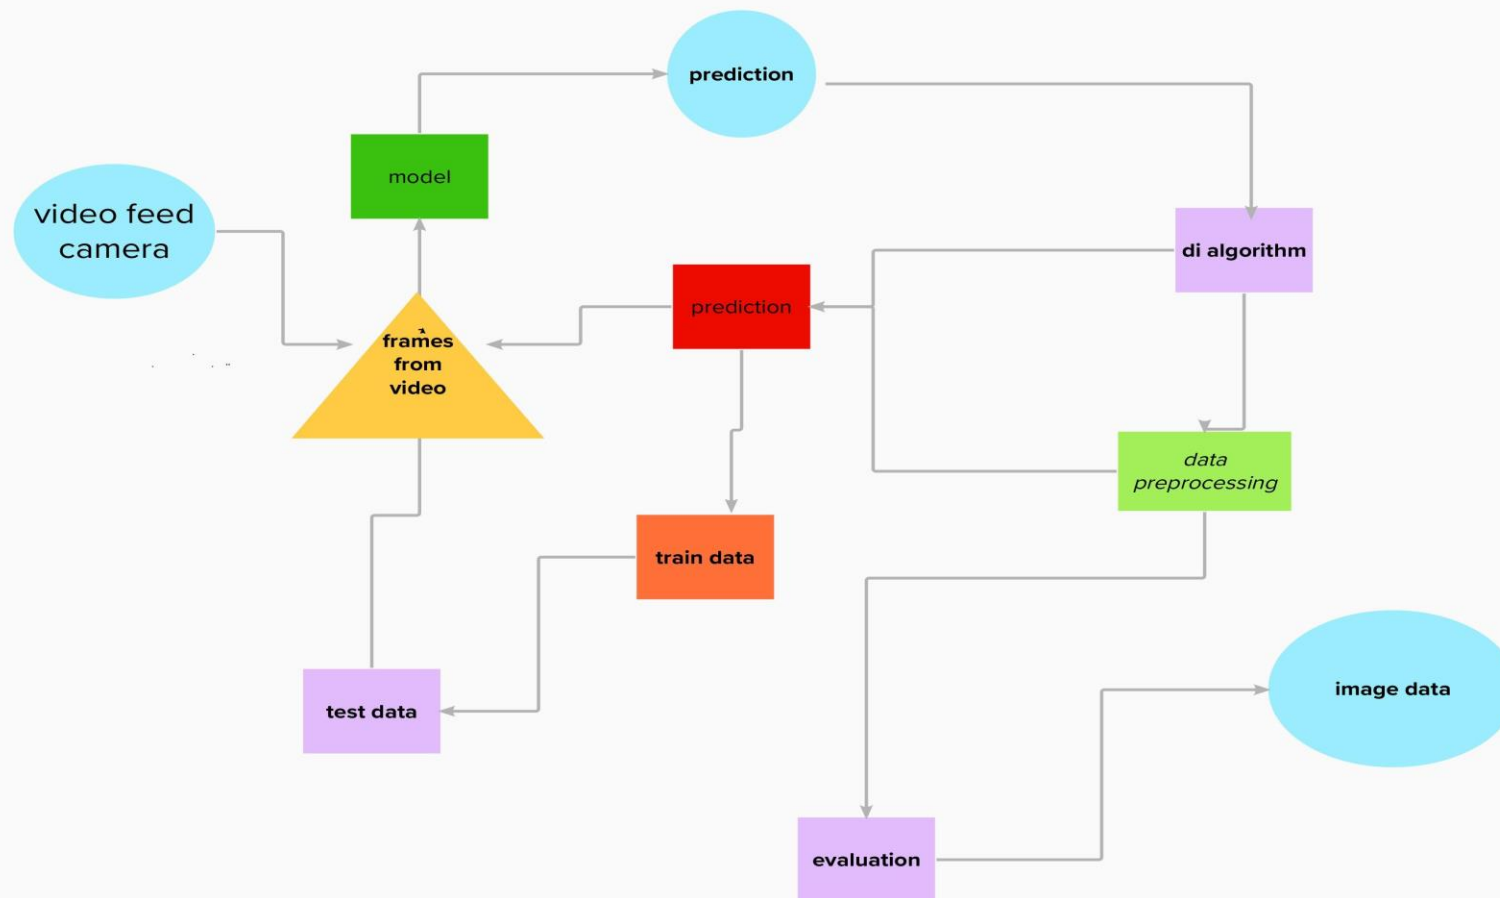 prediction
model
video feed
camera
di algorithm
prediction
frames
from
video
data
preprocessing
train data
image data
test data
evaluation